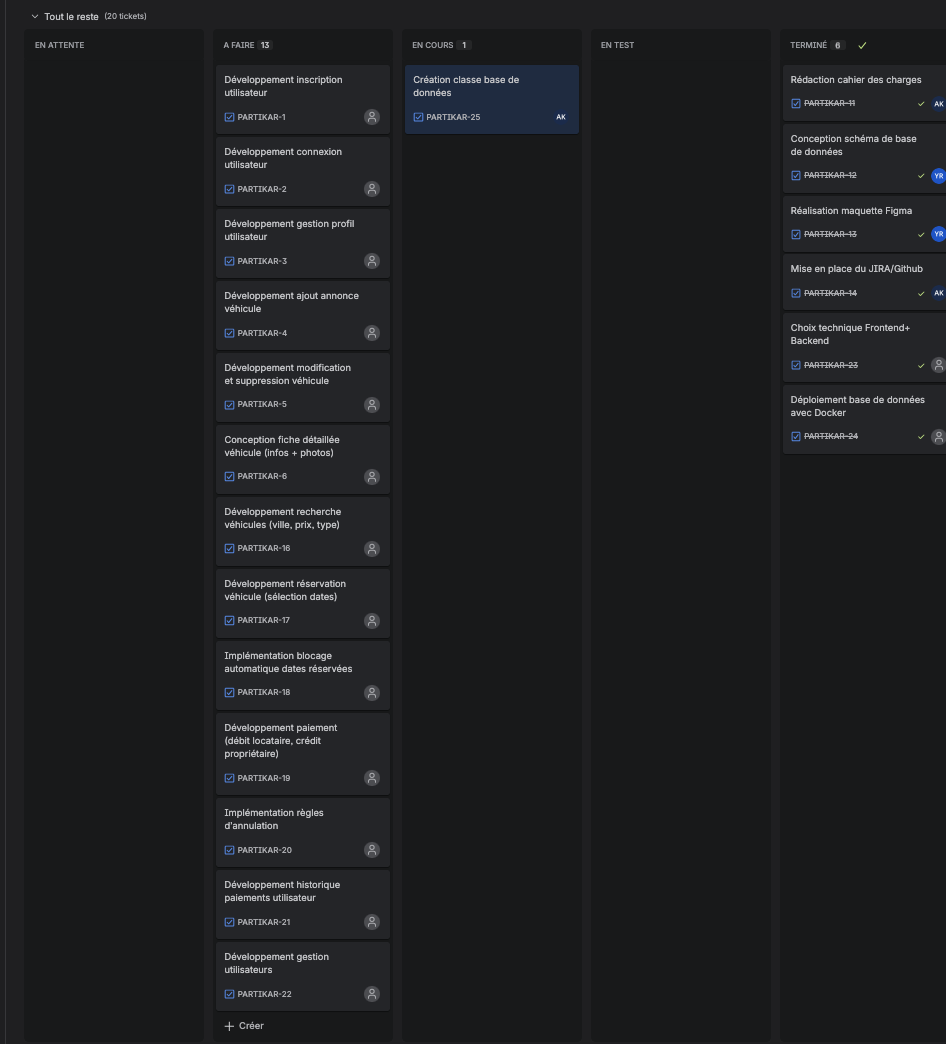 Tout le reste (20 tickets)
EN ATTENTE
A FAIRE 13
Développement inscription
utilisateur
PARTIKAR-1
Développement connexion
utilisateur
PARTIKAR-2
Développement gestion profil
utilisateur
PARTIKAR-3
Développement ajout annonce
véhicule
PARTIKAR-4
Développement modification
et suppression véhicule
PARTIKAR-5
Conception fiche détaillée
véhicule (infos + photos)
PARTIKAR-6
Développement recherche
véhicules (ville, prix, type)
PARTIKAR-16
Développement réservation
véhicule (sélection dates)
PARTIKAR-17
Implémentation blocage
automatique dates réservées
PARTIKAR-18
Développement paiement
(débit locataire, crédit
propriétaire)
PARTIKAR-19
Implémentation règles
d'annulation
PARTIKAR-20
Développement historique
paiements utilisateur
PARTIKAR-21
Développement gestion
utilisateurs
PARTIKAR-22
Créer
EN COURS 1
Création classe base de
données
PARTIKAR-25 AK
EN TEST
TERMINÉ 6
Rédaction cahier des charges
PARTIKAR-11 AK
Conception schéma de base
de données
PARTIKAR-12 YR
Réalisation maquette Figma
PARTIKAR-13 YR
Mise en place du JIRA/Github
PARTIKAR-14 AK
Choix technique Frontend+
Backend
PARTIKAR-23
Déploiement base de données
avec Docker
PARTIKAR-24